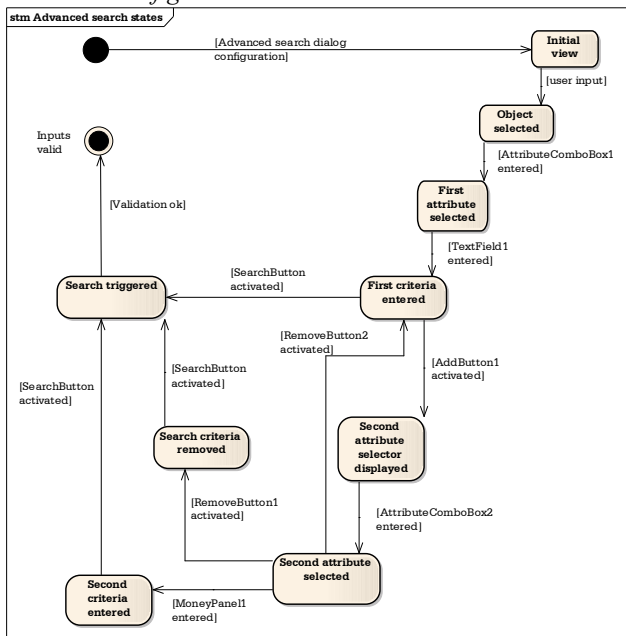 stm Advanced search states
[Advanced search dialog
configuration]
Initial
view
[user input]
Object
selected
Inputs
valid
[AttributeComboBox1
entered]
First
attribute
selected
[Validation ok]
[TextField1
entered]
[SearchButton
activated]
Search triggered
First criteria
entered
[RemoveButton2
activated]
[AddButton1
activated]
[SearchButton
activated]
[SearchButton
activated]
Second
attribute
selector
displayed
Search criteria
removed
[RemoveButton1
activated]
[AttributeComboBox2
entered]
Second attribute
selected
Second
criteria
entered
[MoneyPanel1
entered]